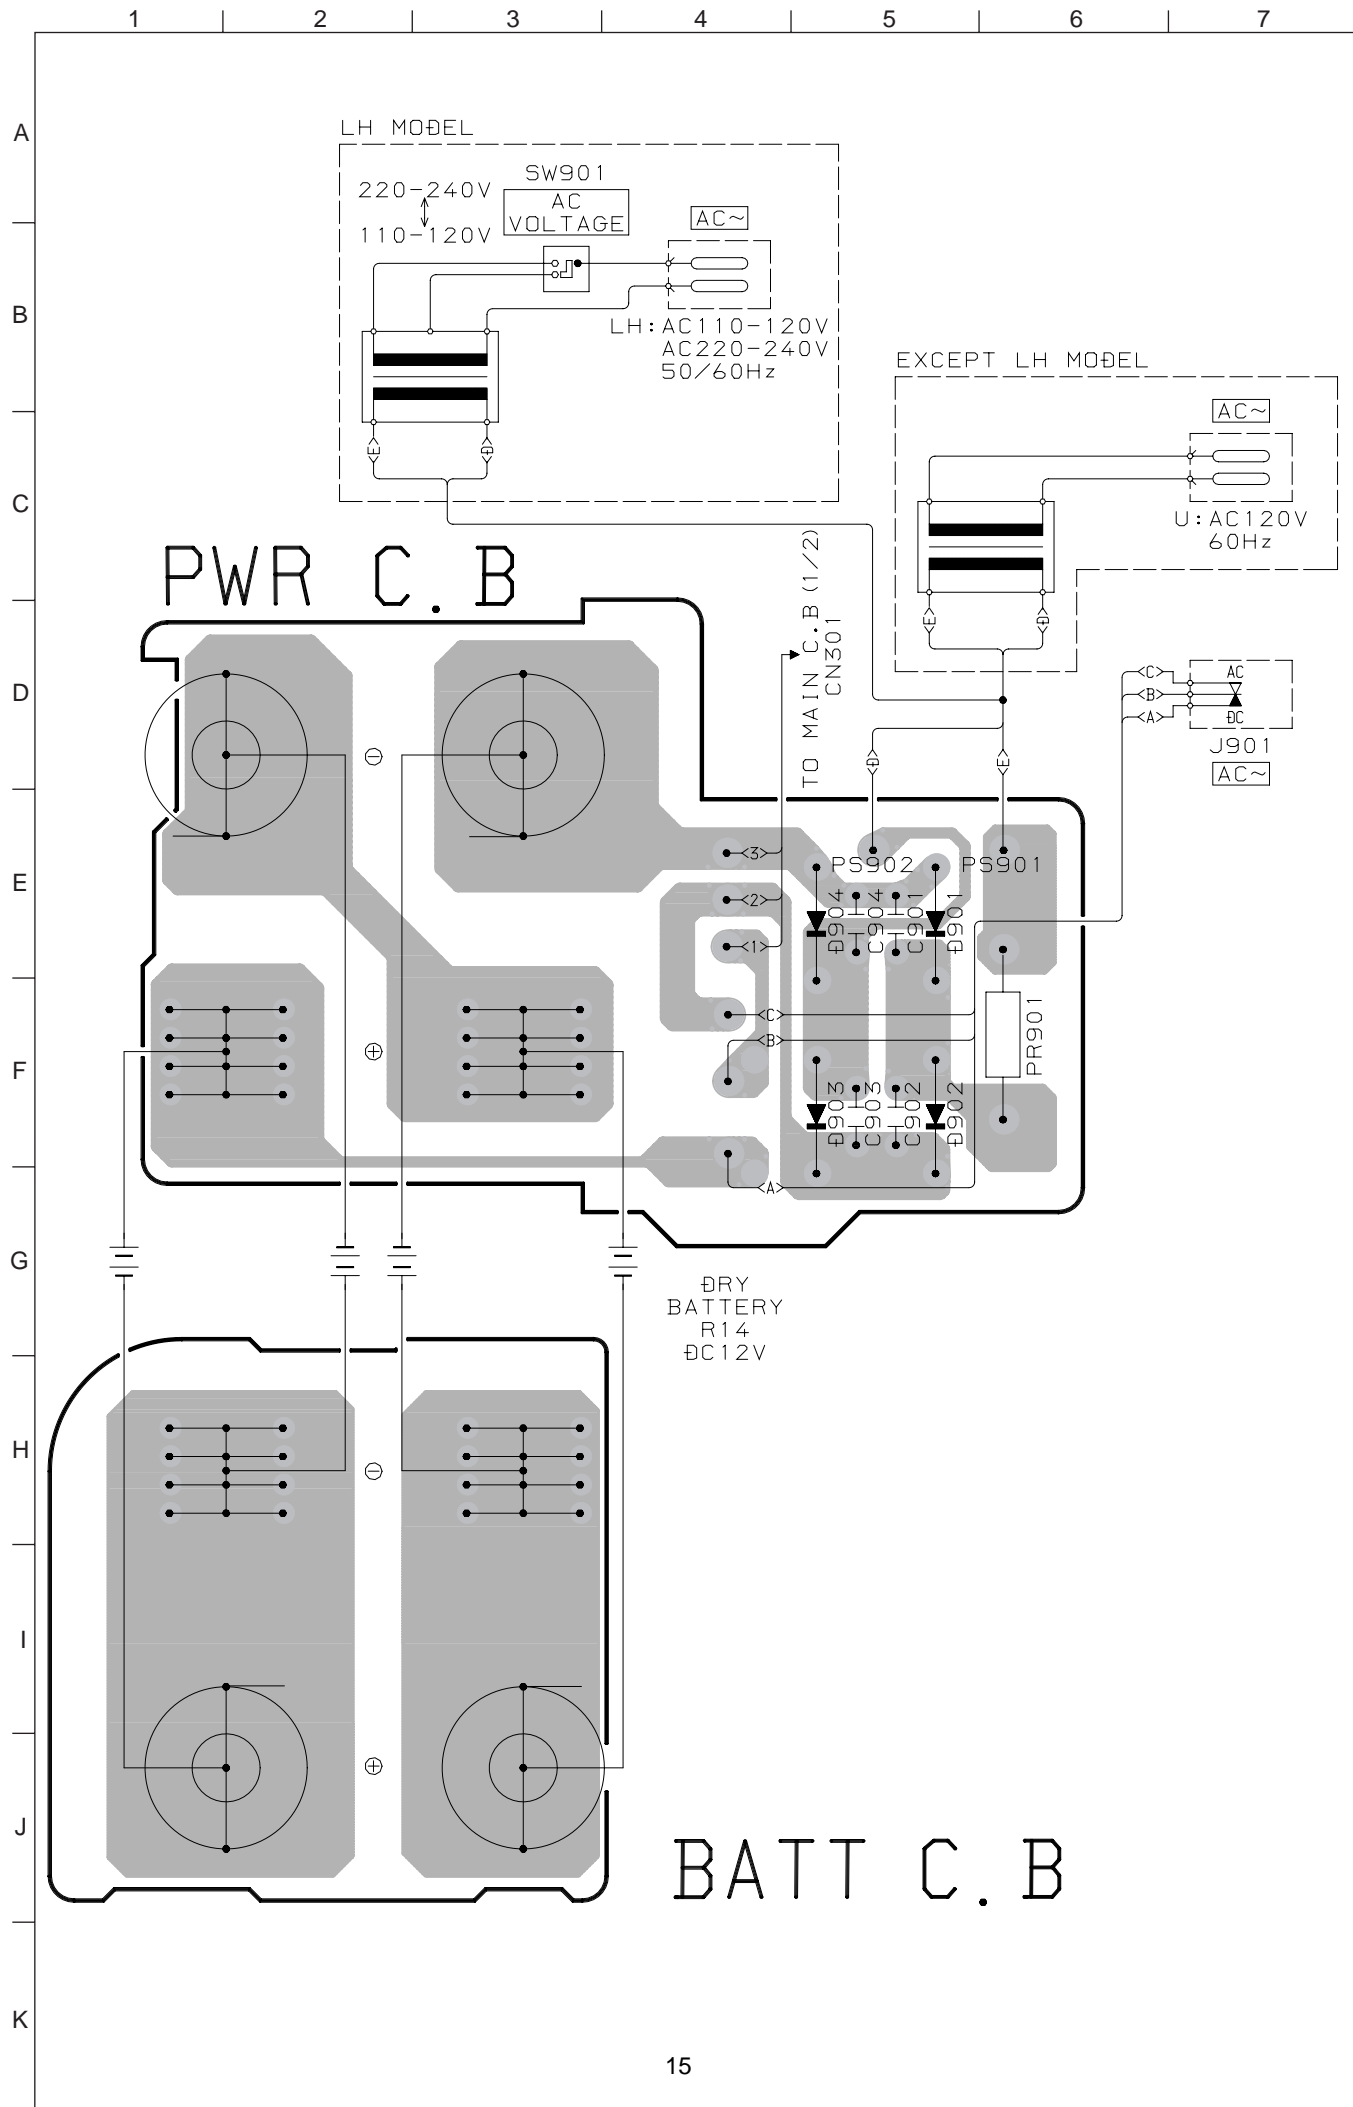 1 2 3 4 5 6 7
A
LH MODEL
SW901
220-240V
AC
VOLTAGE
AC~
110-120V
B
LH:AC110-120V
AC220-240V
50/60Hz
EXCEPT LH MODEL
AC~
<E> <D>
C
U:AC120V
60Hz
PWR C.B
TO MAIN C.B (1/2)
CN301
<E> <D>
D
<C> AC
<B>
<A> DC
J901
AC~
⊖
<D> <E>
E
<3> PS902 PS901
<2>
<1>
D904 C904 C901 D901
<C>
<B>
PR901
F
⊕
D903 C903 C902 D902
<A>
G
DRY
BATTERY
R14
DC12V
H
⊖
I
⊕
J
BATT C.B
K
15